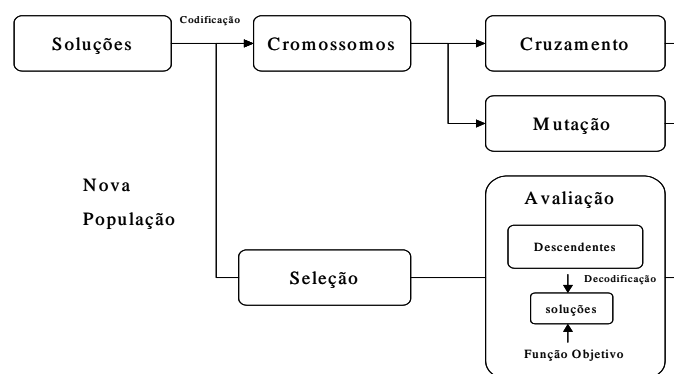 Codificação
Soluções
Cromossomos
Cruzamento
Mutação
Nova
População
Avaliação
Descendentes
Seleção
Decodificação
soluções
Função Objetivo